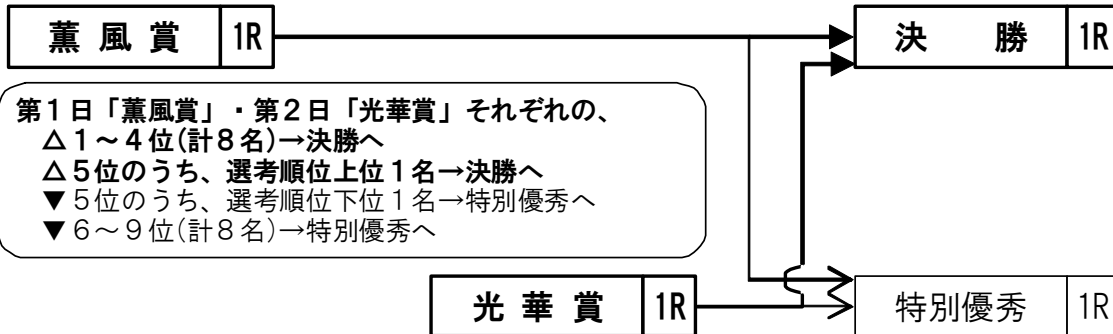 薫風賞 1R
決勝 1R
第1日「薫風賞」・第2日「光華賞」それぞれの、
△1～4位(計8名)→決勝へ
△5位のうち、選考順位上位1名→決勝へ
▼5位のうち、選考順位下位1名→特別優秀へ
▼6～9位(計8名)→特別優秀へ
光華賞 1R
特別優秀 1R